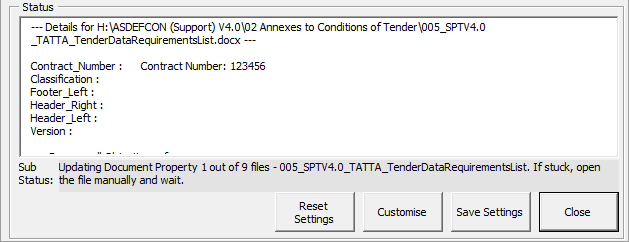 Status
--- Details for H:\ASDEFCON (Support) V4.0\02 Annexes to Conditions of Tender\005_SPTV4.0
_TATTA_TenderDataRequirementsList.docx ---
Contract_Number : Contract Number: 123456
Classification :
Footer_Left :
Header_Right :
Header_Left :
Version :
Sub Status: Updating Document Property 1 out of 9 files - 005_SPTV4.0_TATTA_TenderDataRequirementsList. If stuck, open
the file manually and wait.
Reset Settings
Customise
Save Settings
Close